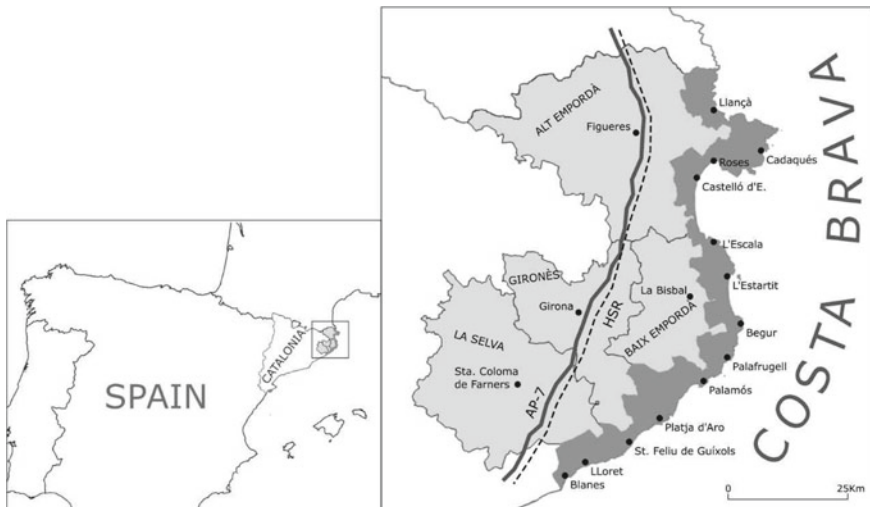 SPAIN
CATALONIA
COSTA BRAVA
ALT EMPORDÀ
Figueres
Llançà
Roses
Cadaqués
Castelló d'E.
L'Escala
L'Estartit
GIRONÈS
Girona
La Bisbal
HSR
BAIX EMPORDÀ
Begur
LA SELVA
Sta. Coloma
de Farners
AP-7
Palafrugell
Palamós
Platja d'Aro
St. Feliu de Guíxols
LLoret
Blanes
0 25Km